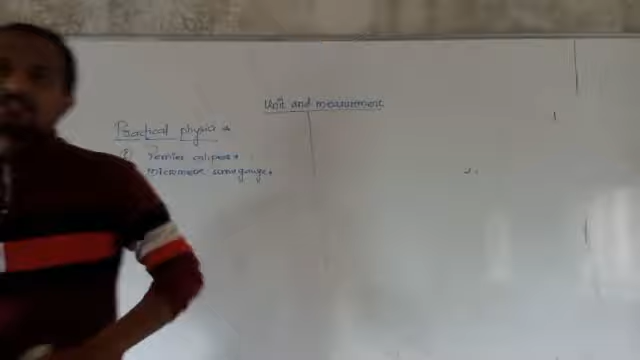 Unit and measurement
Practical physics
Vernier calipers
micrometer screw gauge